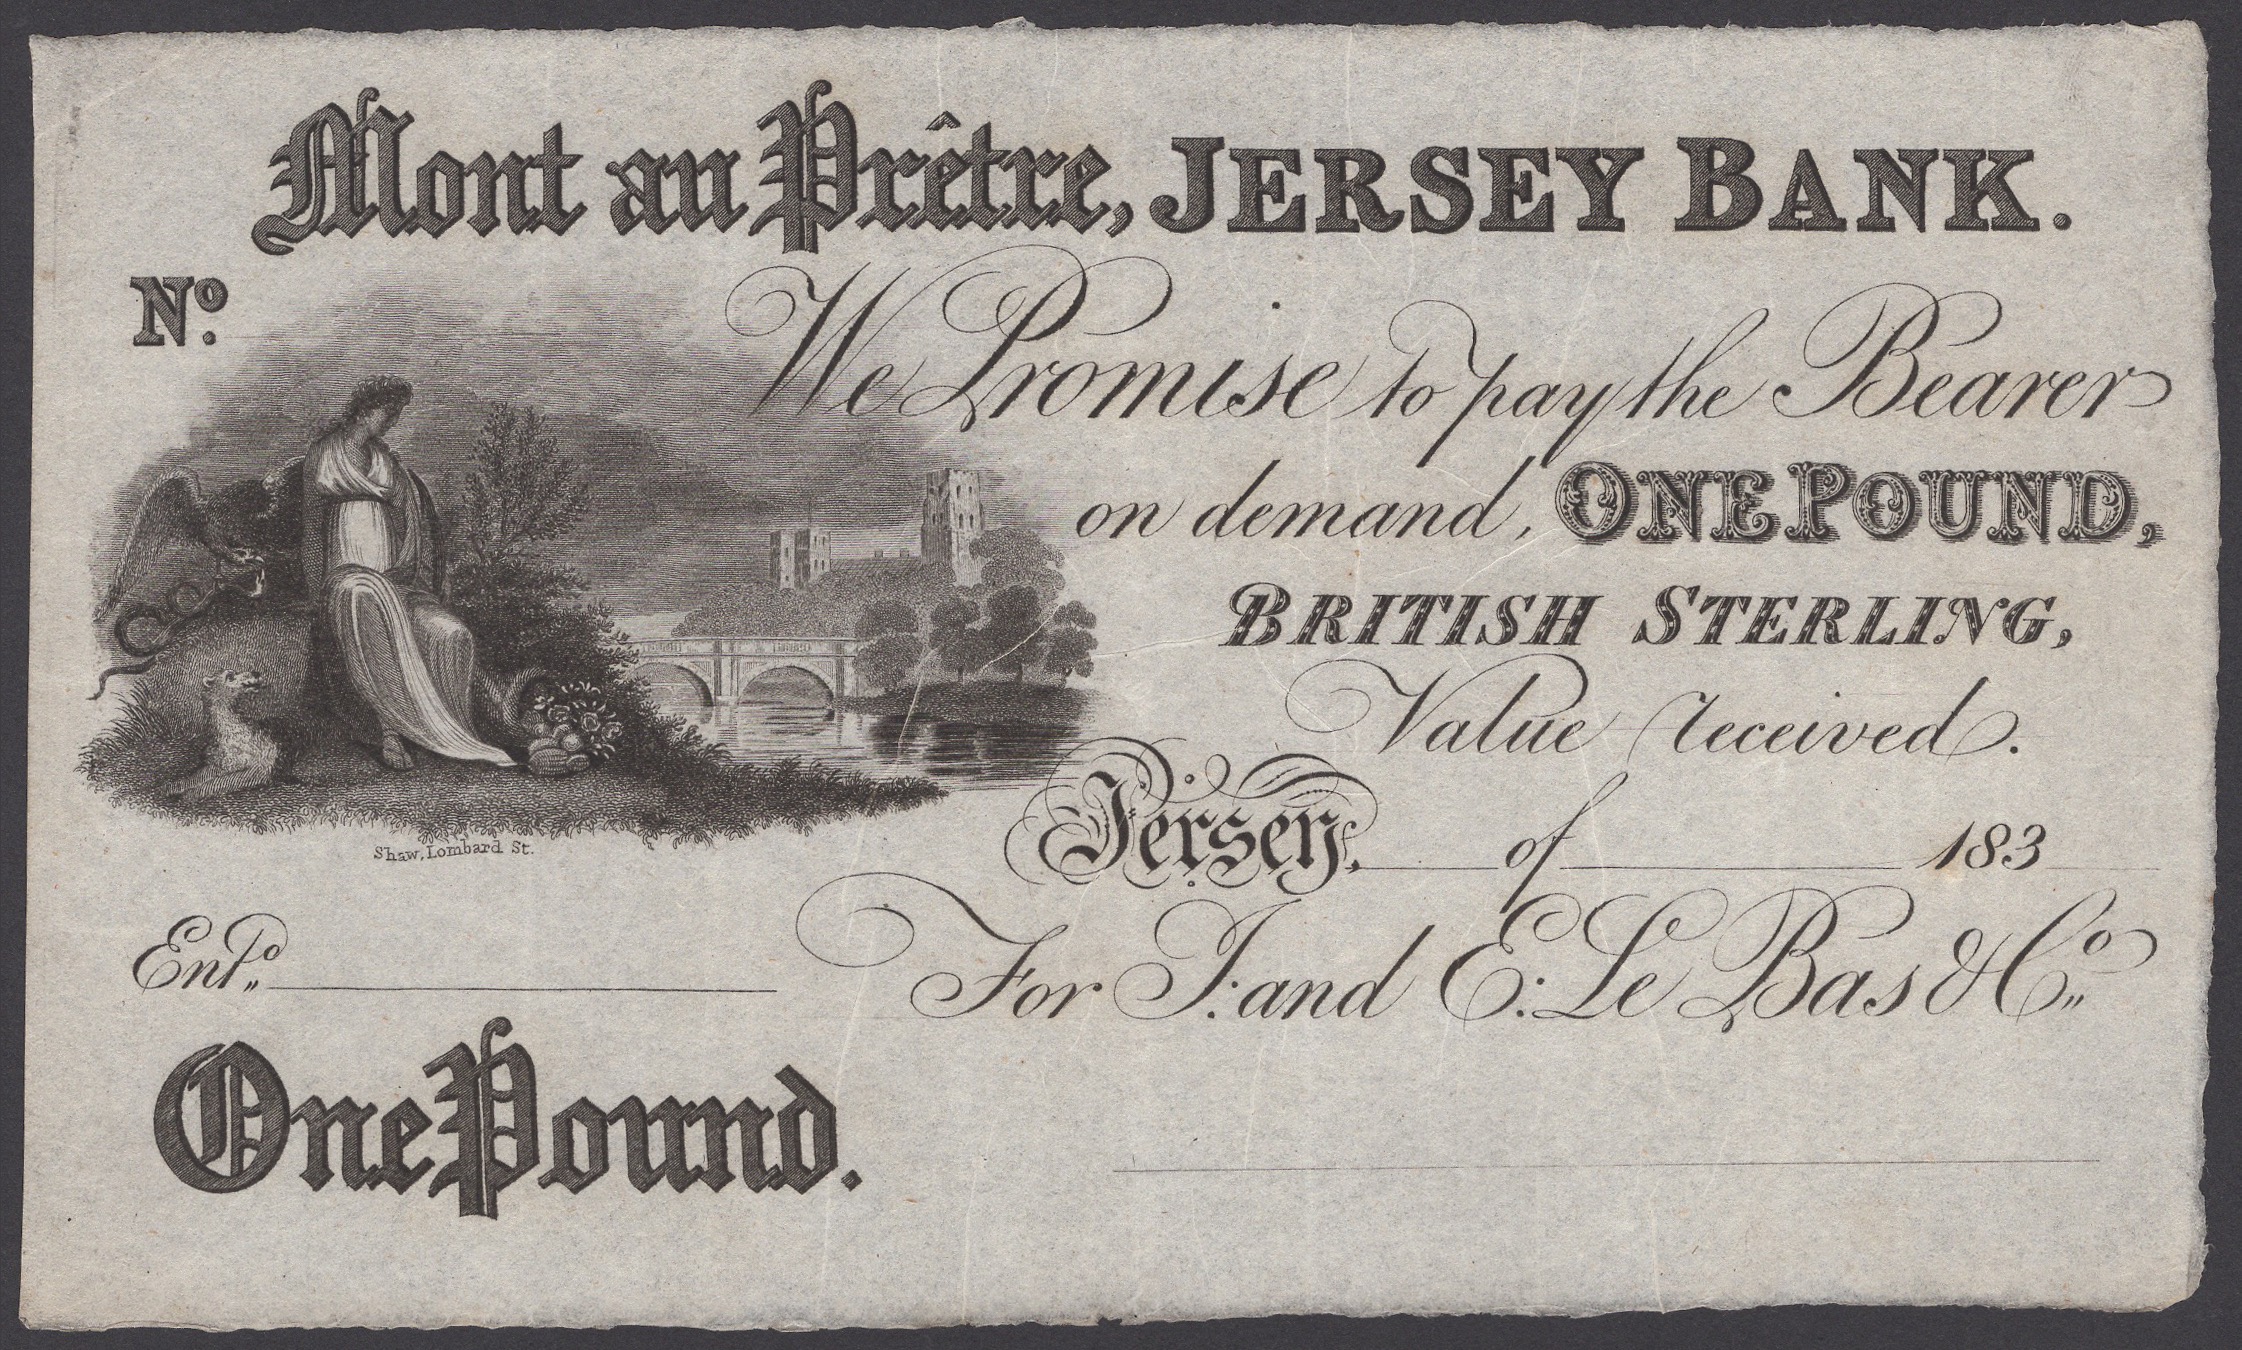 Mont au Prêtre, JERSEY BANK.
Nº.
We Promise to pay the Bearer
on demand, ONE POUND,
BRITISH STERLING,
Value received.
Shaw, Lombard St.
Jersey, of 183
Entº.
For J. and E. Le Bas & Cº
One Pound.